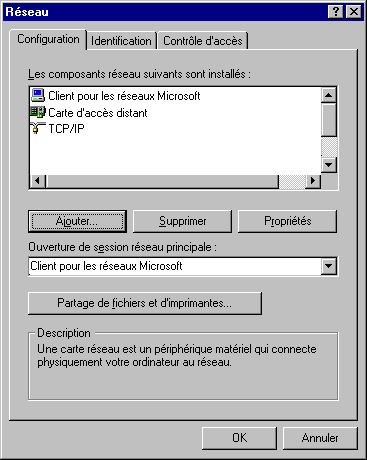 Réseau
Configuration Identification Contrôle d'accès
Les composants réseau suivants sont installés :
Client pour les réseaux Microsoft
Carte d'accès distant
TCP/IP
Ajouter... Supprimer Propriétés
Ouverture de session réseau principale :
Client pour les réseaux Microsoft
Partage de fichiers et d'imprimantes...
Description
Une carte réseau est un périphérique matériel qui connecte
physiquement votre ordinateur au réseau.
OK Annuler